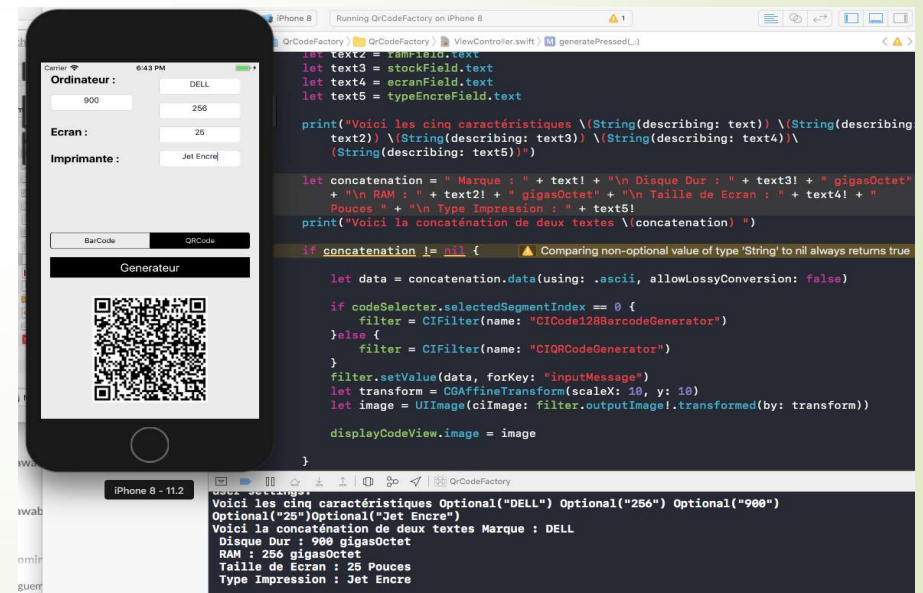 iPhone 8
Running QrCodeFactory on iPhone 8
1
QrCodeFactory
QrCodeFactory
ViewController.swift
M generatePressed(_:)
Carrier
6:43 PM
Ordinateur :
DELL
900
256
Ecran :
25
Imprimante :
Jet Encre
BarCode
QRCode
Generateur
iPhone 8 - 11.2
let text2 = ramField.text
let text3 = stockField.text
let text4 = ecranField.text
let text5 = typeEncreField.text
print("Voici les cinq caractéristiques \(String(describing: text)) \(String(describing:
text2)) \(String(describing: text3)) \(String(describing: text4))\
(String(describing: text5))")
let concatenation = " Marque : " + text! + "\n Disque Dur : " + text3! + " gigasOctet"
+ "\n RAM : " + text2! + " gigasOctet" + "\n Taille de Ecran : " + text4! + "
Pouces " + "\n Type Impression : " + text5!
print("Voici la concaténation de deux textes \(concatenation) ")
if concatenation != nil {
Comparing non-optional value of type 'String' to nil always returns true
let data = concatenation.data(using: .ascii, allowLossyConversion: false)
if codeSelecter.selectedSegmentIndex == 0 {
filter = CIFilter(name: "CICode128BarcodeGenerator")
}else {
filter = CIFilter(name: "CIQRCodeGenerator")
}
filter.setValue(data, forKey: "inputMessage")
let transform = CGAffineTransform(scaleX: 10, y: 10)
let image = UIImage(ciImage: filter.outputImage!.transformed(by: transform))
displayCodeView.image = image
}
QrCodeFactory
user settings.
Voici les cinq caractéristiques Optional("DELL") Optional("256") Optional("900")
Optional("25")Optional("Jet Encre")
Voici la concaténation de deux textes Marque : DELL
Disque Dur : 900 gigasOctet
RAM : 256 gigasOctet
Taille de Ecran : 25 Pouces
Type Impression : Jet Encre